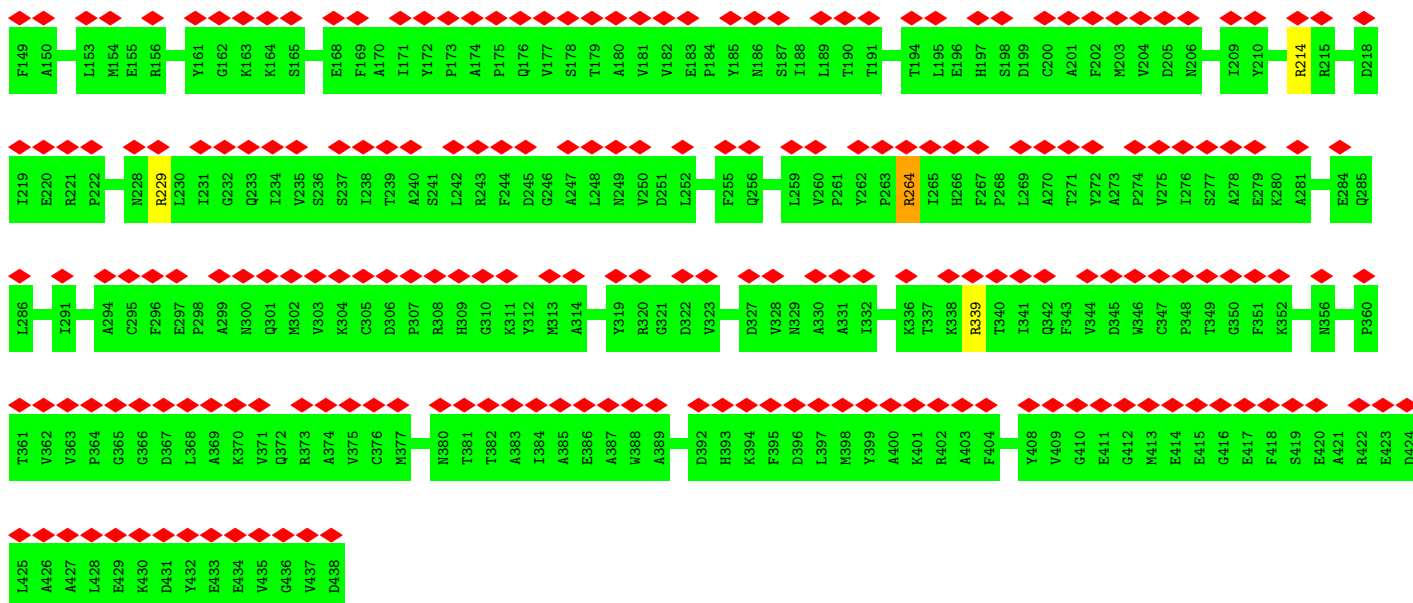 F149 A150 L153 M154 E155 R156 Y161 G162 K163 K164 S165 E168 F169 A170 I171 Y172 P173 A174 P175 Q176 V177 S178 T179 A180 V181 V182 E183 P184 Y185 N186 S187 I188 L189 T190 T191 T194 L195 E196 H197 S198 D199 C200 A201 F202 M203 V204 D205 N206 I209 Y210 R214 R215 D218
I219 E220 R221 P222 N228 R229 L230 I231 G232 Q233 I234 V235 S236 S237 I238 T239 A240 S241 L242 R243 F244 D245 G246 A247 L248 N249 V250 D251 L252 F255 Q256 L259 V260 P261 Y262 P263 R264 I265 H266 F267 P268 L269 A270 T271 Y272 A273 P274 V275 I276 S277 A278 E279 K280 A281 E284 Q285
L286 I291 A294 C295 F296 E297 P298 A299 N300 Q301 M302 V303 K304 C305 D306 P307 R308 H309 G310 K311 Y312 M313 A314 Y319 R320 G321 D322 V323 D327 V328 N329 A330 A331 I332 K336 T337 K338 R339 T340 I341 Q342 F343 V344 D345 W346 C347 P348 T349 G350 F351 K352 N356 P360
T361 V362 V363 P364 G365 G366 D367 L368 A369 K370 V371 Q372 R373 A374 V375 C376 M377 N380 T381 T382 A383 I384 A385 E386 A387 W388 A389 D392 H393 K394 F395 D396 L397 M398 Y399 A400 K401 R402 A403 F404 Y408 V409 G410 E411 G412 M413 E414 E415 G416 E417 F418 S419 E420 A421 R422 E423 D424
L425 A426 A427 L428 E429 K430 D431 Y432 E433 E434 V435 G436 V437 D438